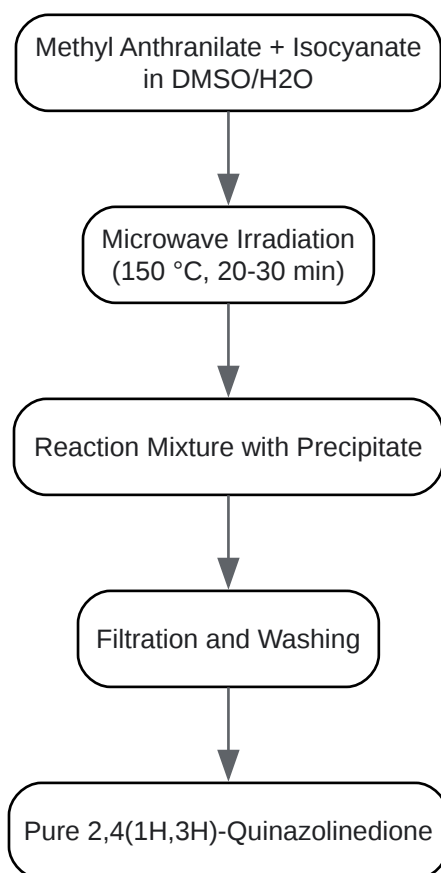 Methyl Anthranilate + Isocyanate
in DMSO/H2O
Microwave Irradiation
(150 °C, 20-30 min)
Reaction Mixture with Precipitate
Filtration and Washing
Pure 2,4(1H,3H)-Quinazolinedione